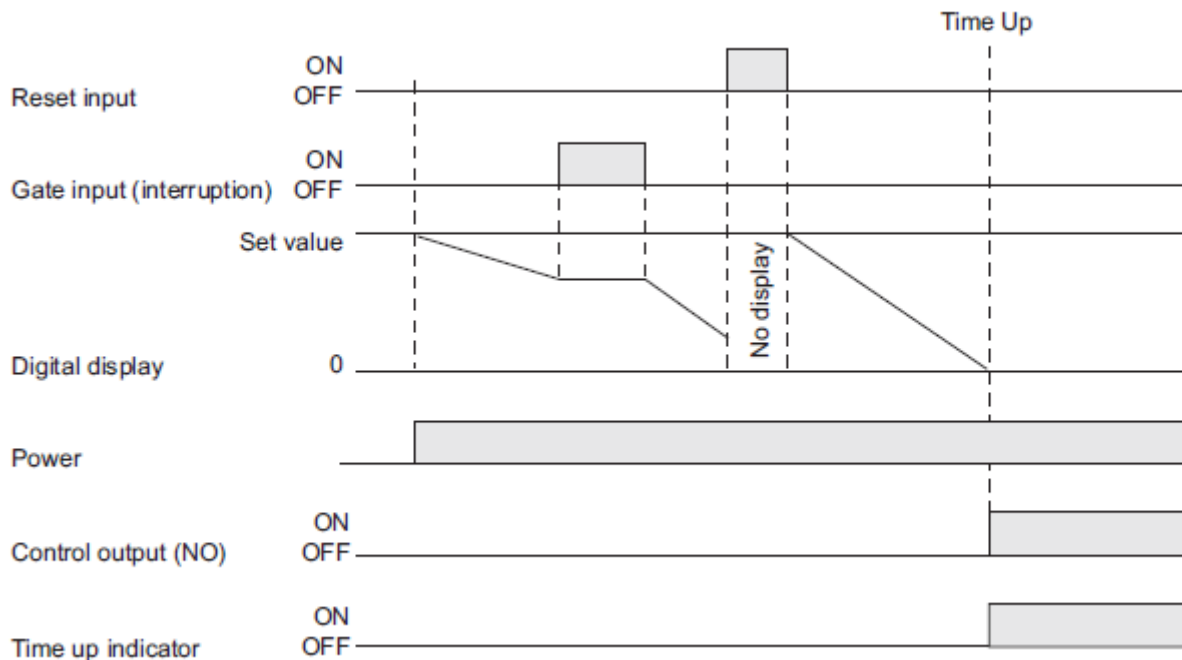 Time Up
ON
Reset input OFF
ON
Gate input (interruption) OFF
Set value
No display
Digital display 0
Power
ON
Control output (NO) OFF
ON
Time up indicator OFF